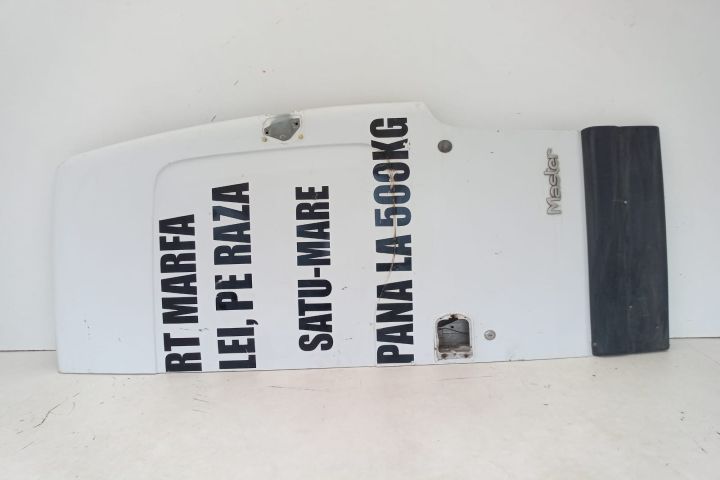 RT MARFA
LEI, PE RAZA
SATU-MARE
PANA LA 500KG
Master